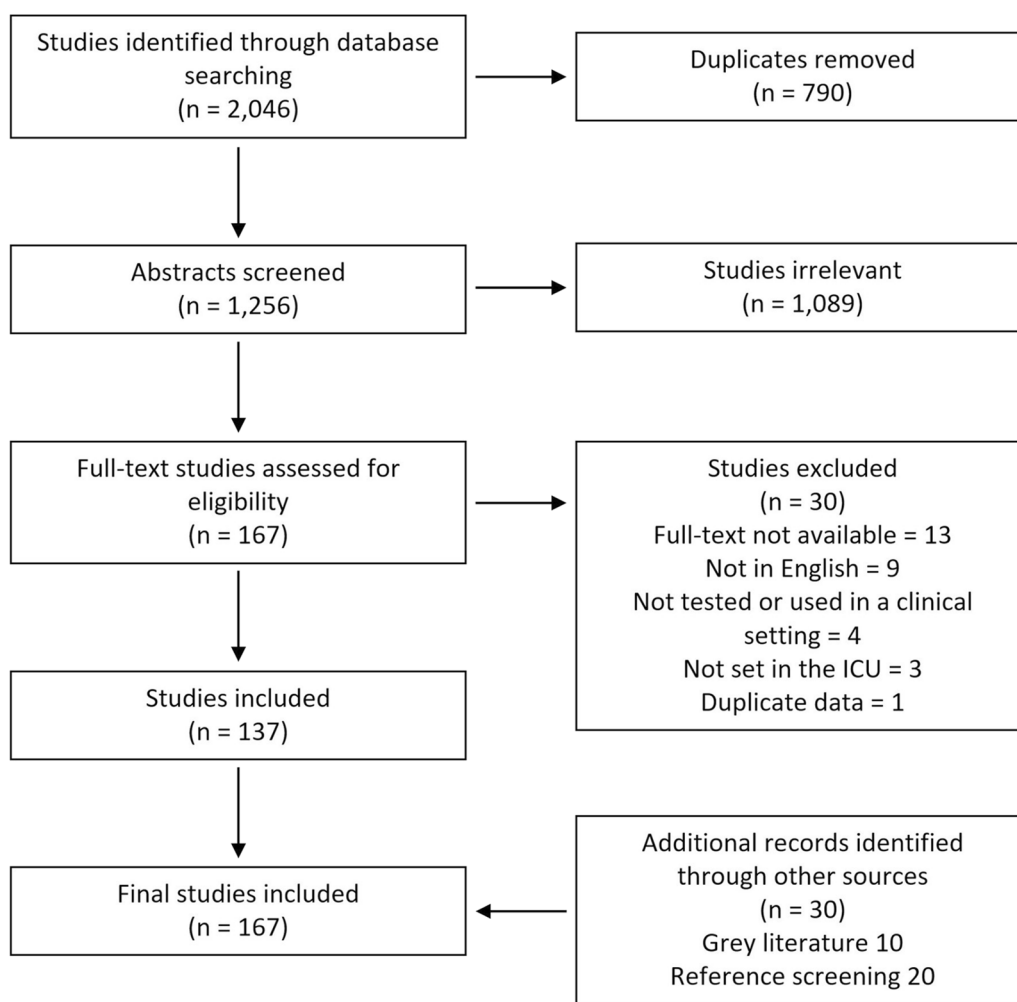 Studies identified through database
searching
(n = 2,046)
Duplicates removed
(n = 790)
Abstracts screened
(n = 1,256)
Studies irrelevant
(n = 1,089)
Full-text studies assessed for
eligibility
(n = 167)
Studies excluded
(n = 30)
Full-text not available = 13
Not in English = 9
Not tested or used in a clinical
setting = 4
Not set in the ICU = 3
Duplicate data = 1
Studies included
(n = 137)
Additional records identified
through other sources
(n = 30)
Grey literature 10
Reference screening 20
Final studies included
(n = 167)